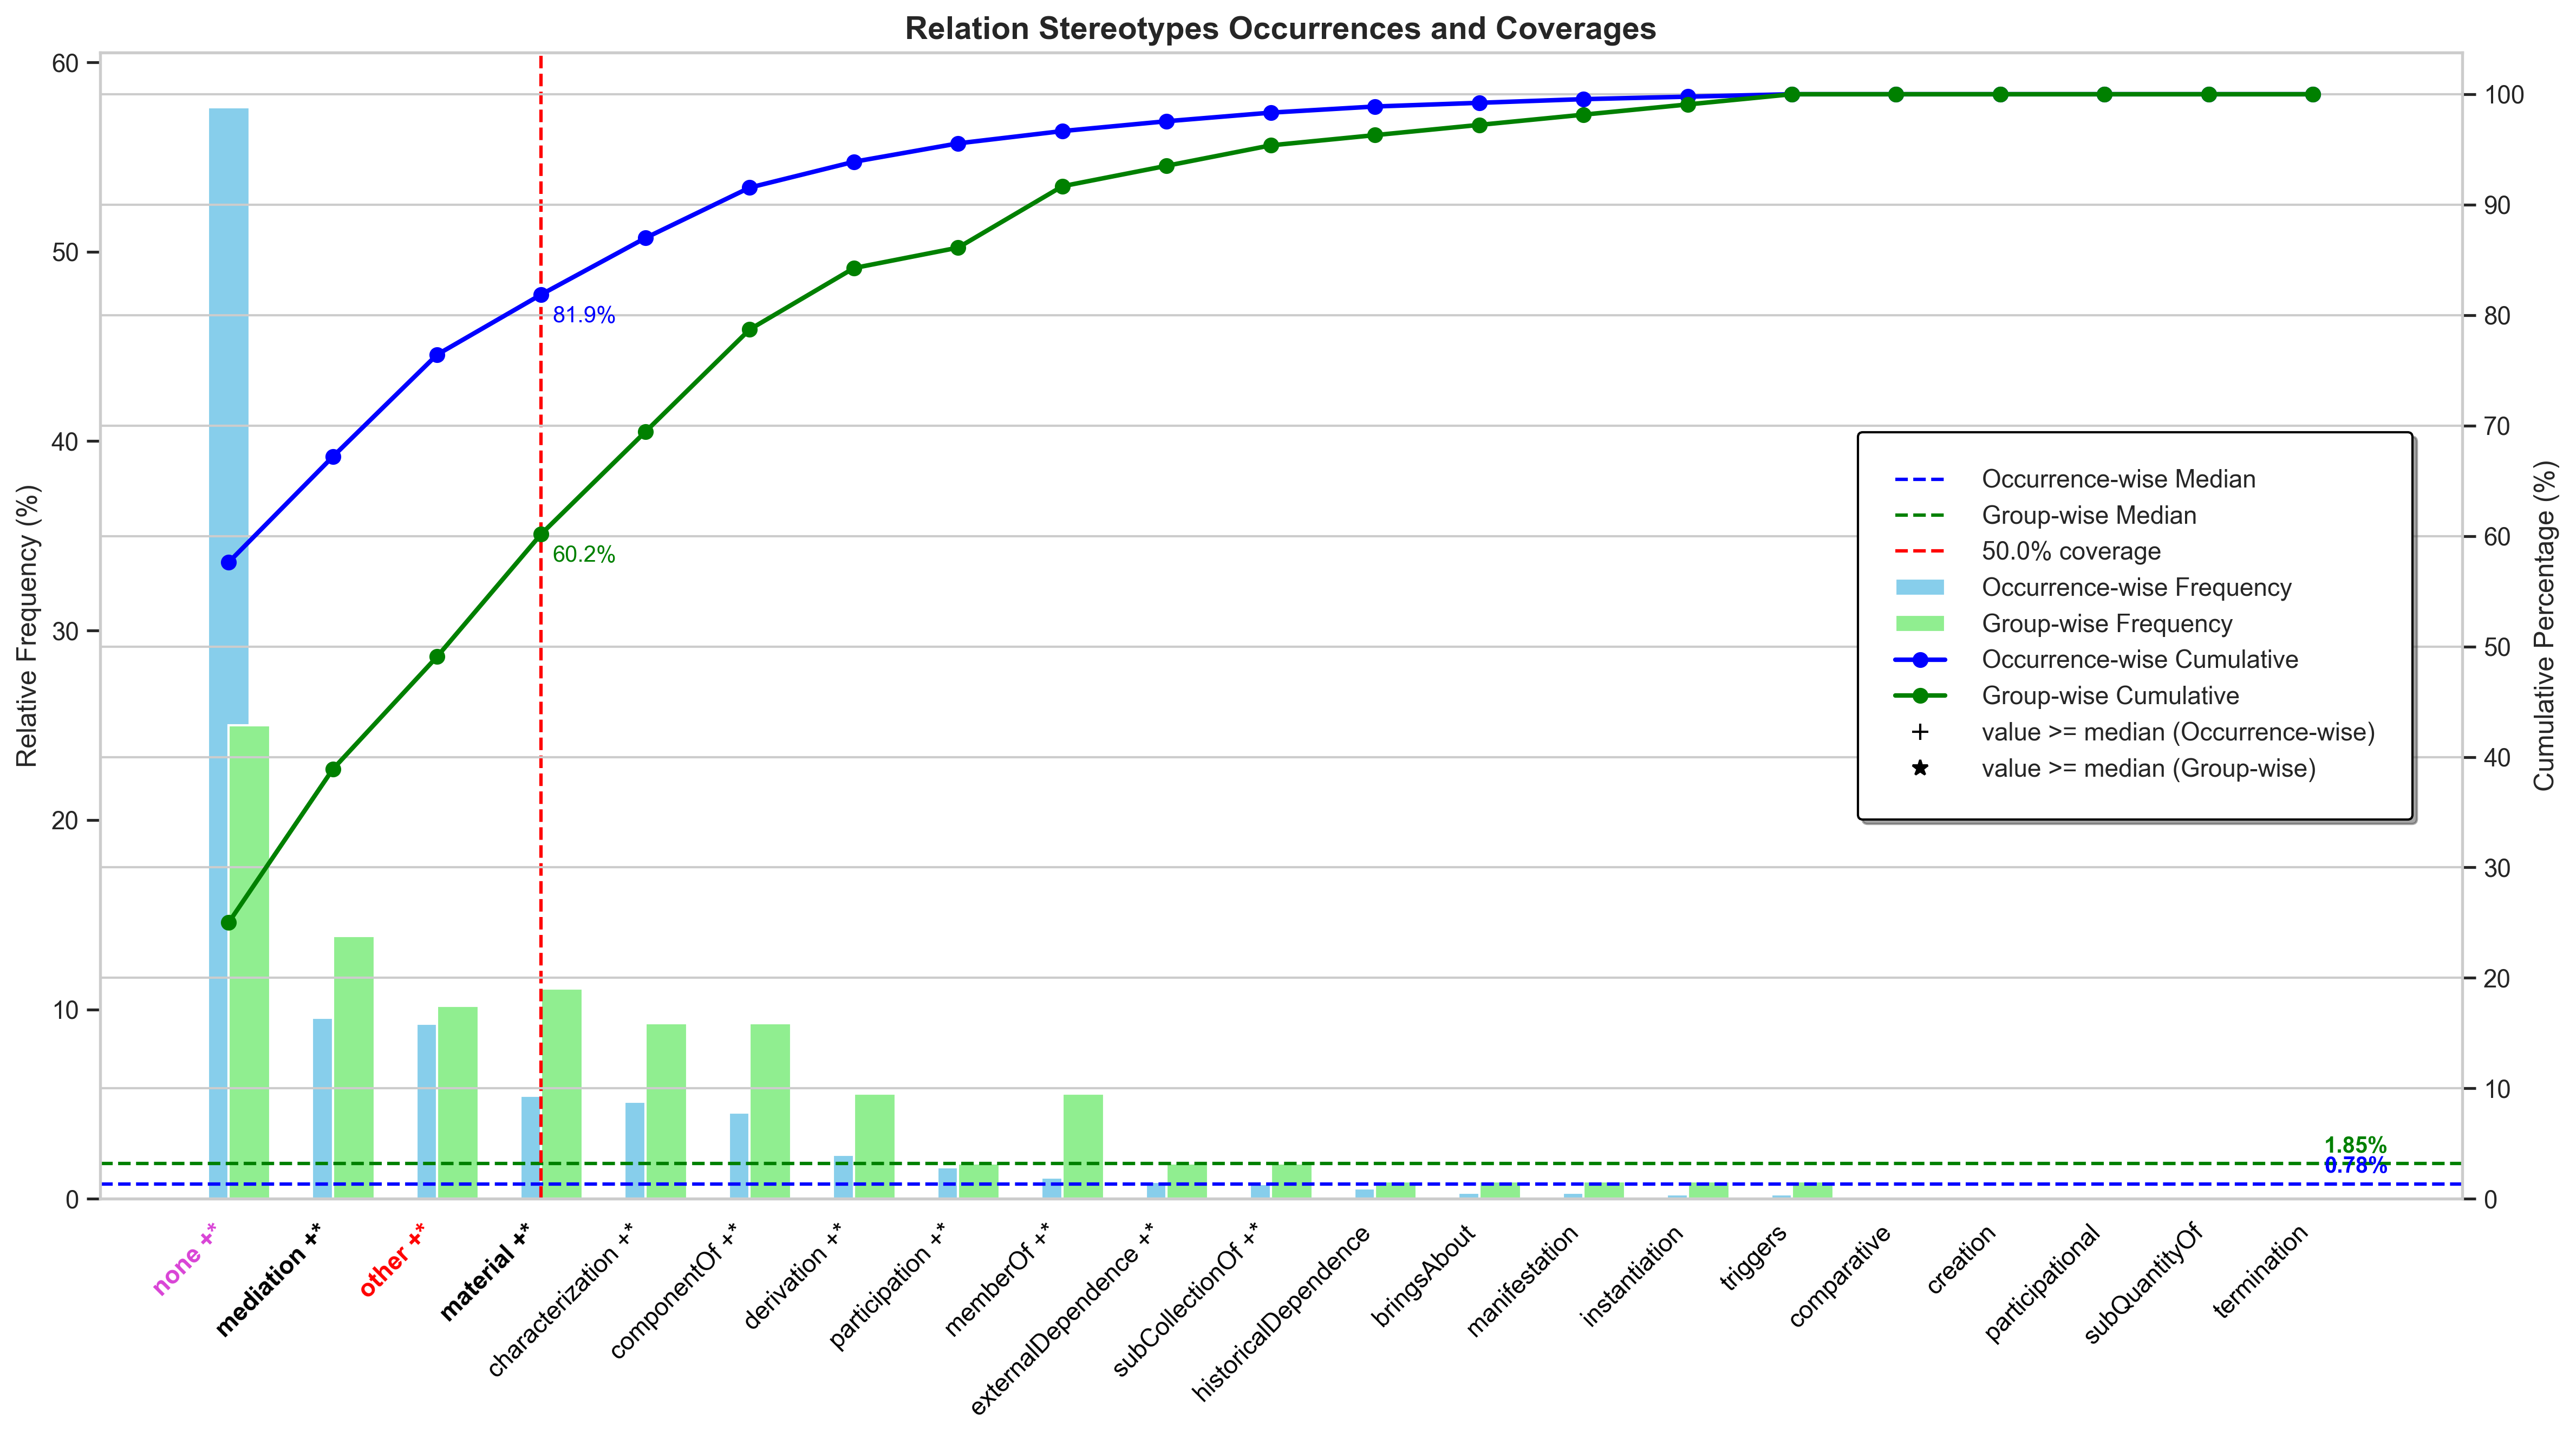 Relation Stereotypes Occurrences and Coverages
Relative Frequency (%)
60
50
40
30
20
10
0
81.9%
60.2%
1.85%
0.78%
Occurrence-wise Median
Group-wise Median
50.0% coverage
Occurrence-wise Frequency
Group-wise Frequency
Occurrence-wise Cumulative
Group-wise Cumulative
value >= median (Occurrence-wise)
value >= median (Group-wise)
100
90
80
70
60
50
40
30
20
10
0
Cumulative Percentage (%)
none +*
mediation +*
other +*
material +*
characterization +*
componentOf +*
derivation +*
participation +*
memberOf +*
externalDependence +*
subCollectionOf +*
historicalDependence
bringsAbout
manifestation
instantiation
triggers
comparative
creation
participational
subQuantityOf
termination